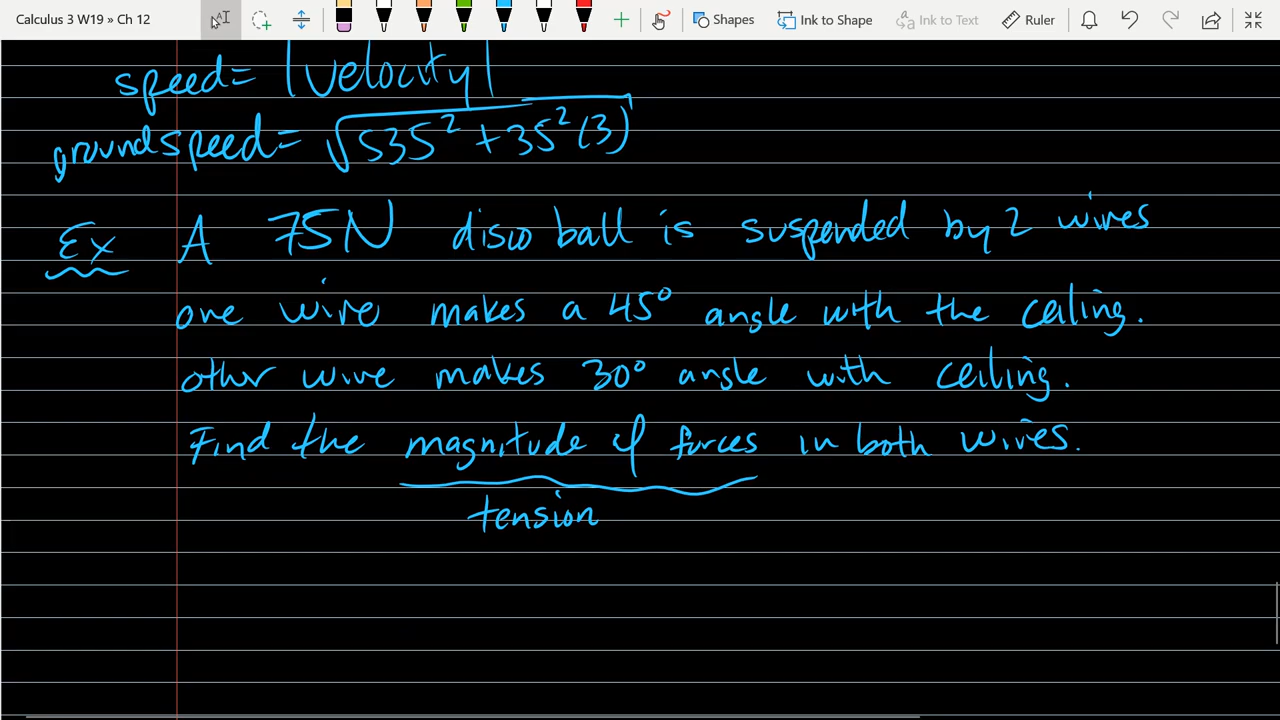 Calculus 3 W19 » Ch 12
Shapes
Ink to Shape
Ink to Text
Ruler
speed = |velocity|
groundspeed = √535² + 35²(3)
Ex A 75N disco ball is suspended by 2 wires
one wire makes a 45° angle with the ceiling.
other wire makes 30° angle with ceiling.
Find the magnitude of forces in both wires.
tension